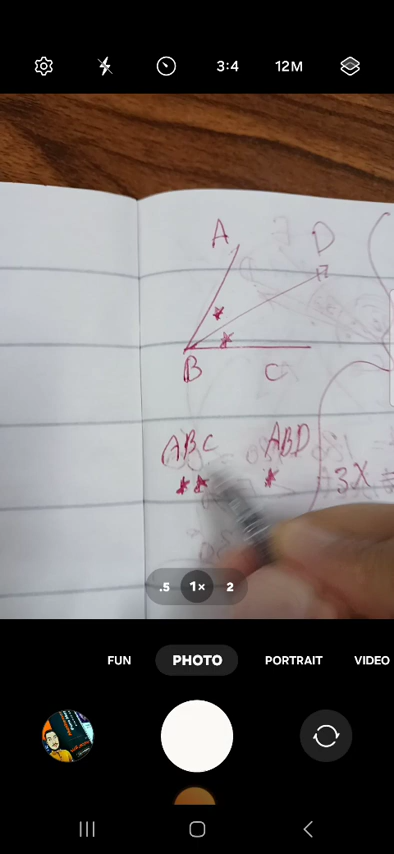 3:4 12M
A D
B C
ABC ABD
** *
3X =
.5 1× 2
FUN PHOTO PORTRAIT VIDEO